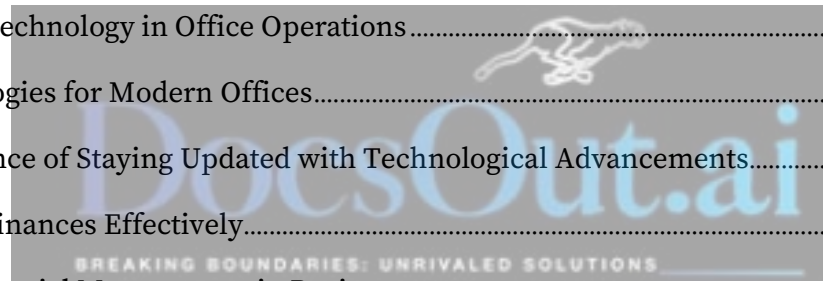 echnology in Office Operations
ogies for Modern Offices
nce of Staying Updated with Technological Advancements
DocsOut.ai
inances Effectively
BREAKING BOUNDARIES: UNRIVALED SOLUTIONS